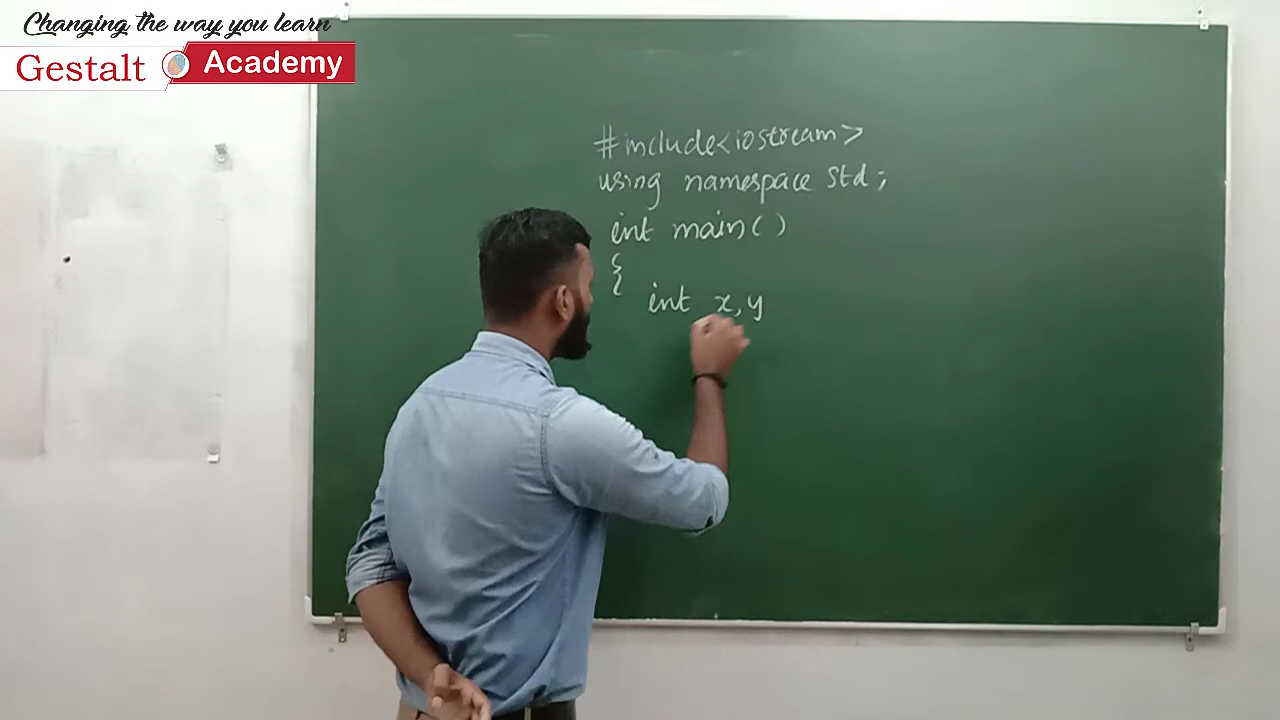 Changing the way you learn
Gestalt Academy
#include<iostream>
using namespace std;
int main()
{
int x,y